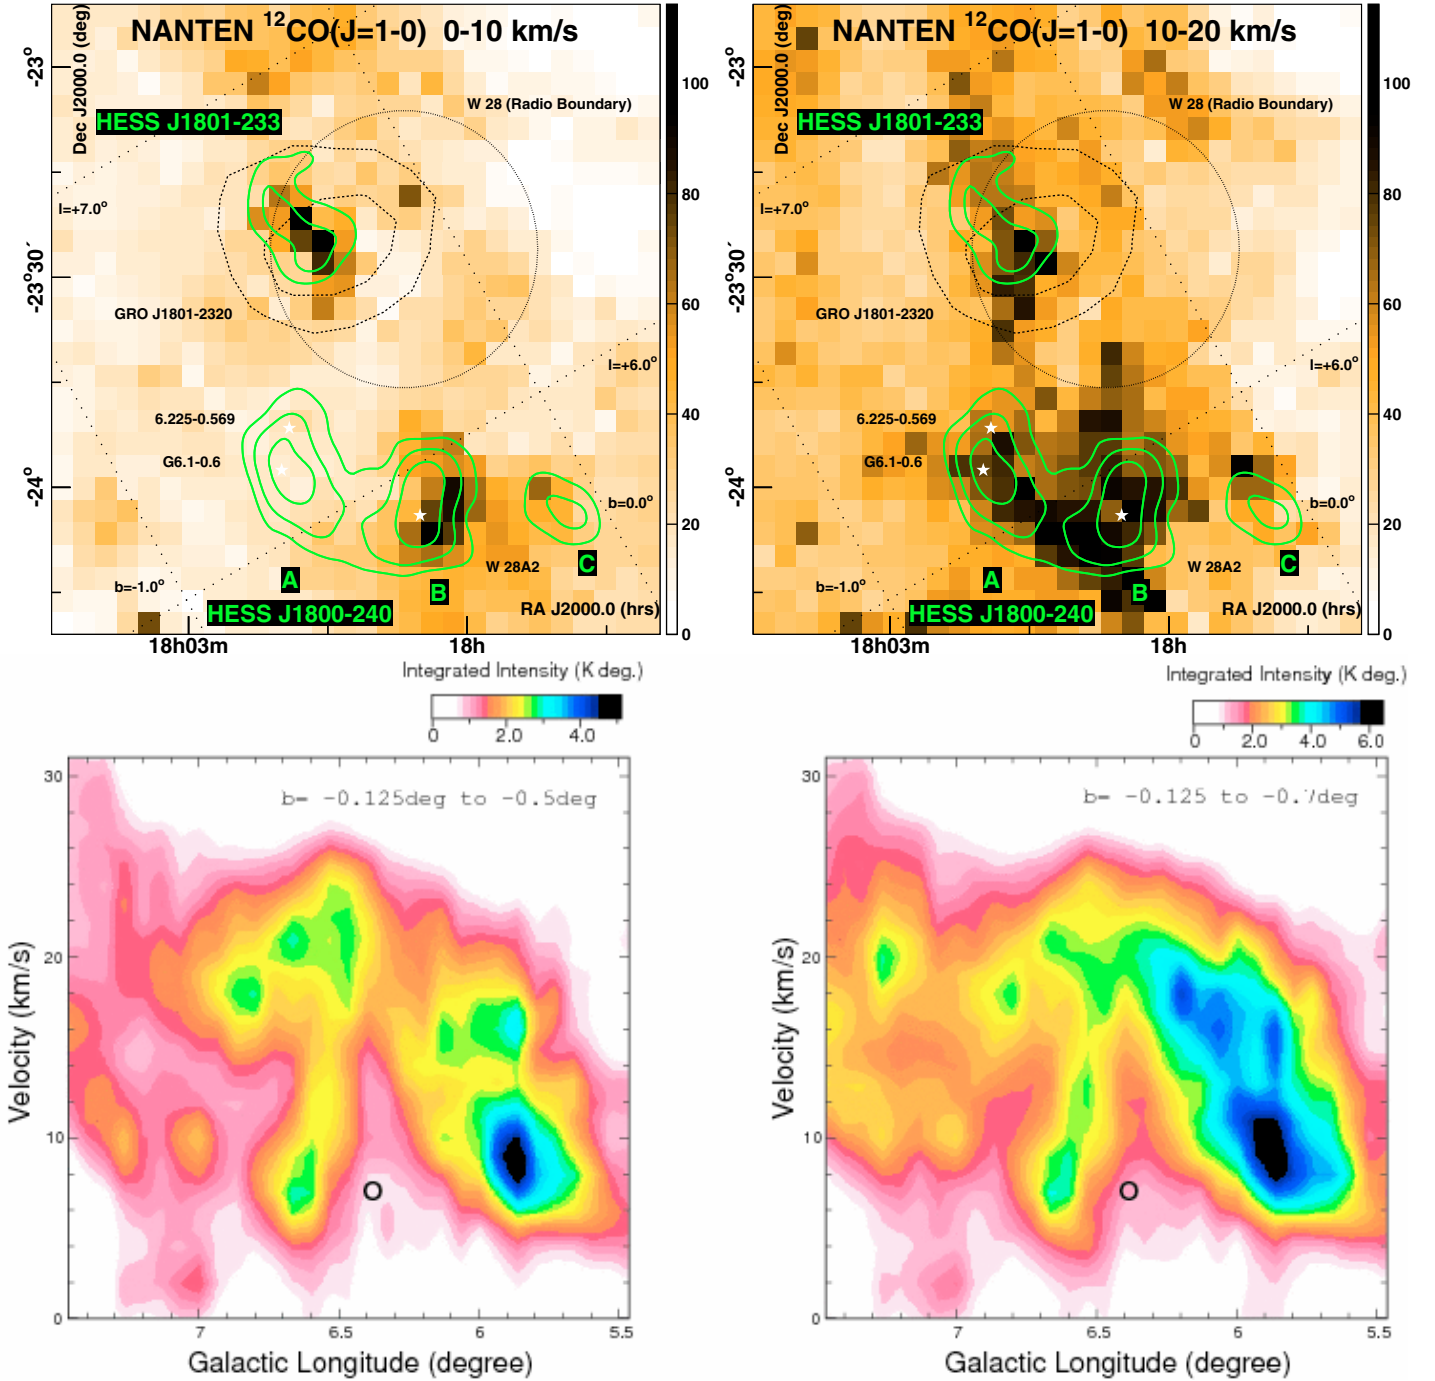 NANTEN 12CO(J=1-0) 0-10 km/s
Dec J2000.0 (deg)
-23°
-23°30´
-24°
HESS J1801-233
W 28 (Radio Boundary)
l=+7.0°
GRO J1801-2320
l=+6.0°
6.225-0.569
G6.1-0.6
b=0.0°
W 28A2
b=-1.0°
A
B
C
HESS J1800-240
RA J2000.0 (hrs)
18h03m
18h
100
80
60
40
20
0
NANTEN 12CO(J=1-0) 10-20 km/s
Dec J2000.0 (deg)
-23°
-23°30´
-24°
HESS J1801-233
W 28 (Radio Boundary)
l=+7.0°
GRO J1801-2320
l=+6.0°
6.225-0.569
G6.1-0.6
b=0.0°
W 28A2
b=-1.0°
A
B
C
HESS J1800-240
RA J2000.0 (hrs)
18h03m
18h
100
80
60
40
20
0
Integrated Intensity (K deg.)
0 2.0 4.0
b= -0.125deg to -0.5deg
Velocity (km/s)
30
20
10
0
O
7 6.5 6 5.5
Galactic Longitude (degree)
Integrated Intensity (K deg.)
0 2.0 4.0 6.0
b= -0.125 to -0.7deg
Velocity (km/s)
30
20
10
0
O
7 6.5 6 5.5
Galactic Longitude (degree)